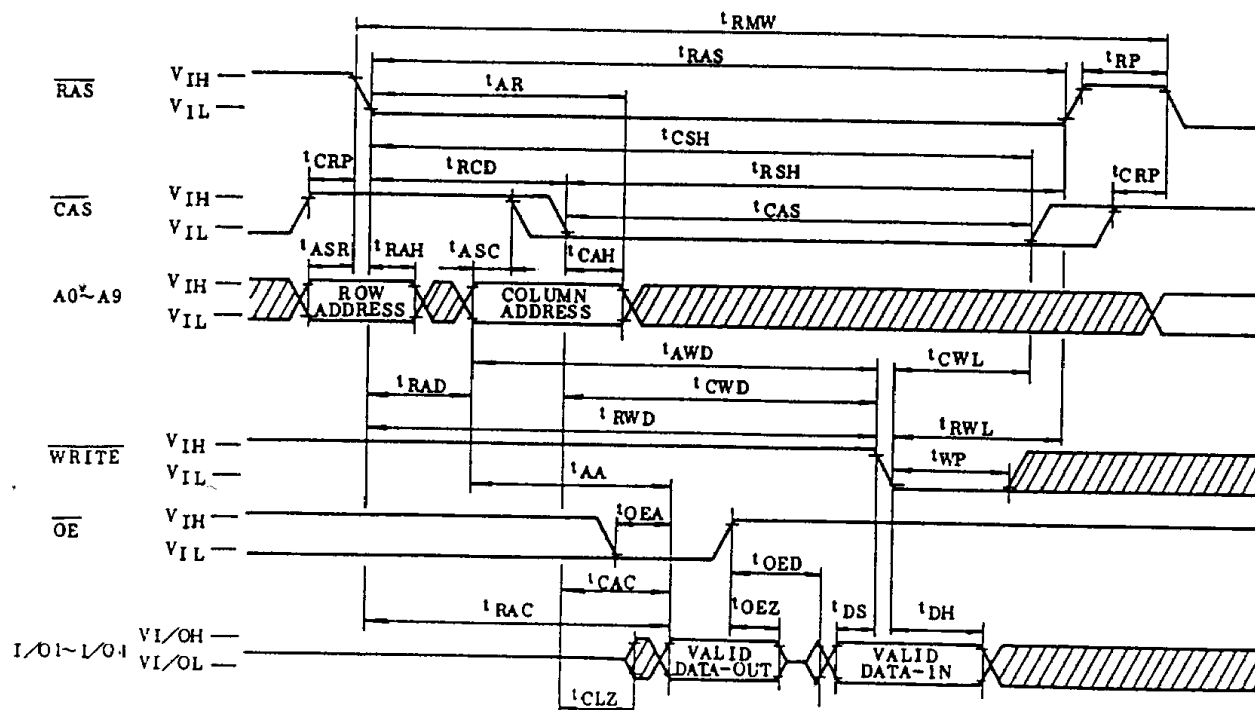 tRMW
tRAS
tRP
RAS VIH
tAR
VIL
tCSH
tCRP tRCD tRSH tCRP
CAS VIH
tCAS
VIL
tASR tRAH tASC tCAH
A0~A9 VIH
ROW ADDRESS
COLUMN ADDRESS
VIL
tAWD tCWL
tRAD tCWD
tRWD tRWL
WRITE VIH
tWP
VIL
tAA
OE VIH
tOEA
VIL
tOED
tCAC
tRAC tOEZ tDS tDH
I/O1~I/O4 VI/OH
VALID DATA-OUT
VALID DATA-IN
VI/OL
tCLZ